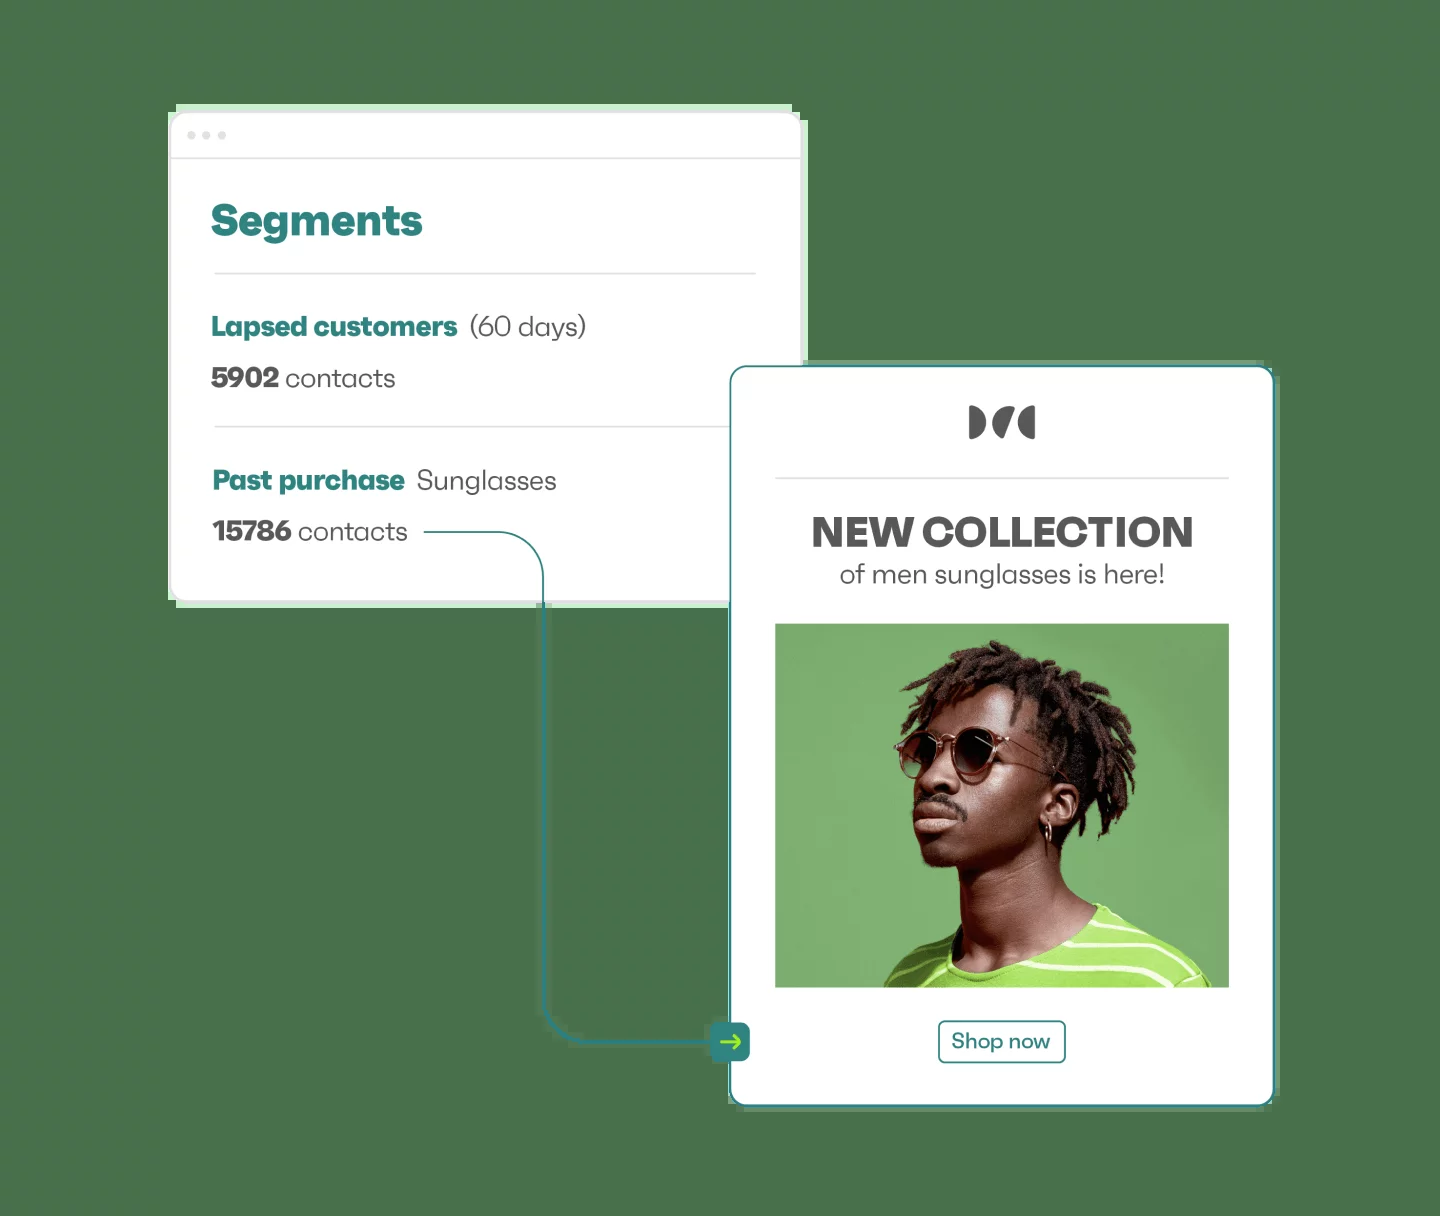 Segments
Lapsed customers (60 days)
5902 contacts
Past purchase Sunglasses
15786 contacts
NEW COLLECTION
of men sunglasses is here!
Shop now